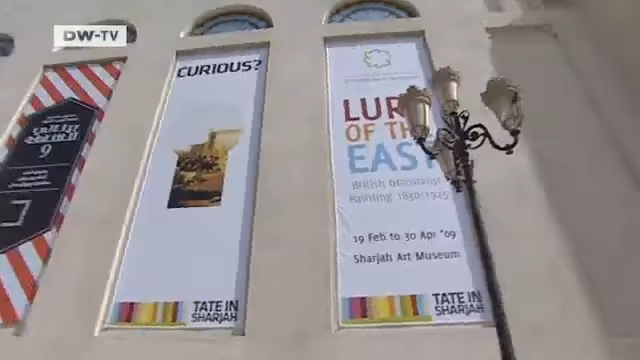 DW-TV
CURIOUS?
TATE IN
SHARJAH
LURE
OF THE
EAST
British Orientalist
Painting 1830-1925
19 Feb to 30 Apr '09
Sharjah Art Museum
TATE IN
SHARJAH
9